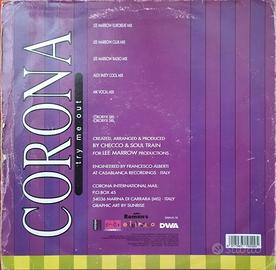 CORONA
try me out
LEE MARROW EUROBEAT MIX
LEE MARROW CLUB MIX
LEE MARROW RADIO MIX
ALEX PARTY COOL MIX
MK VOCAL MIX
CREATED, ARRANGED & PRODUCED
BY CHECCO & SOUL TRAIN
FOR LEE MARROW PRODUCTIONS
ENGINEERED BY FRANCESCO ALBERTI
AT CASABLANCA RECORDINGS - ITALY
CORONA INTERNATIONAL MAIL:
P.O.BOX 45
54036 MARINA DI CARRARA (MS) - ITALY
GRAPHIC ART BY SUNRISE
DWA
subito